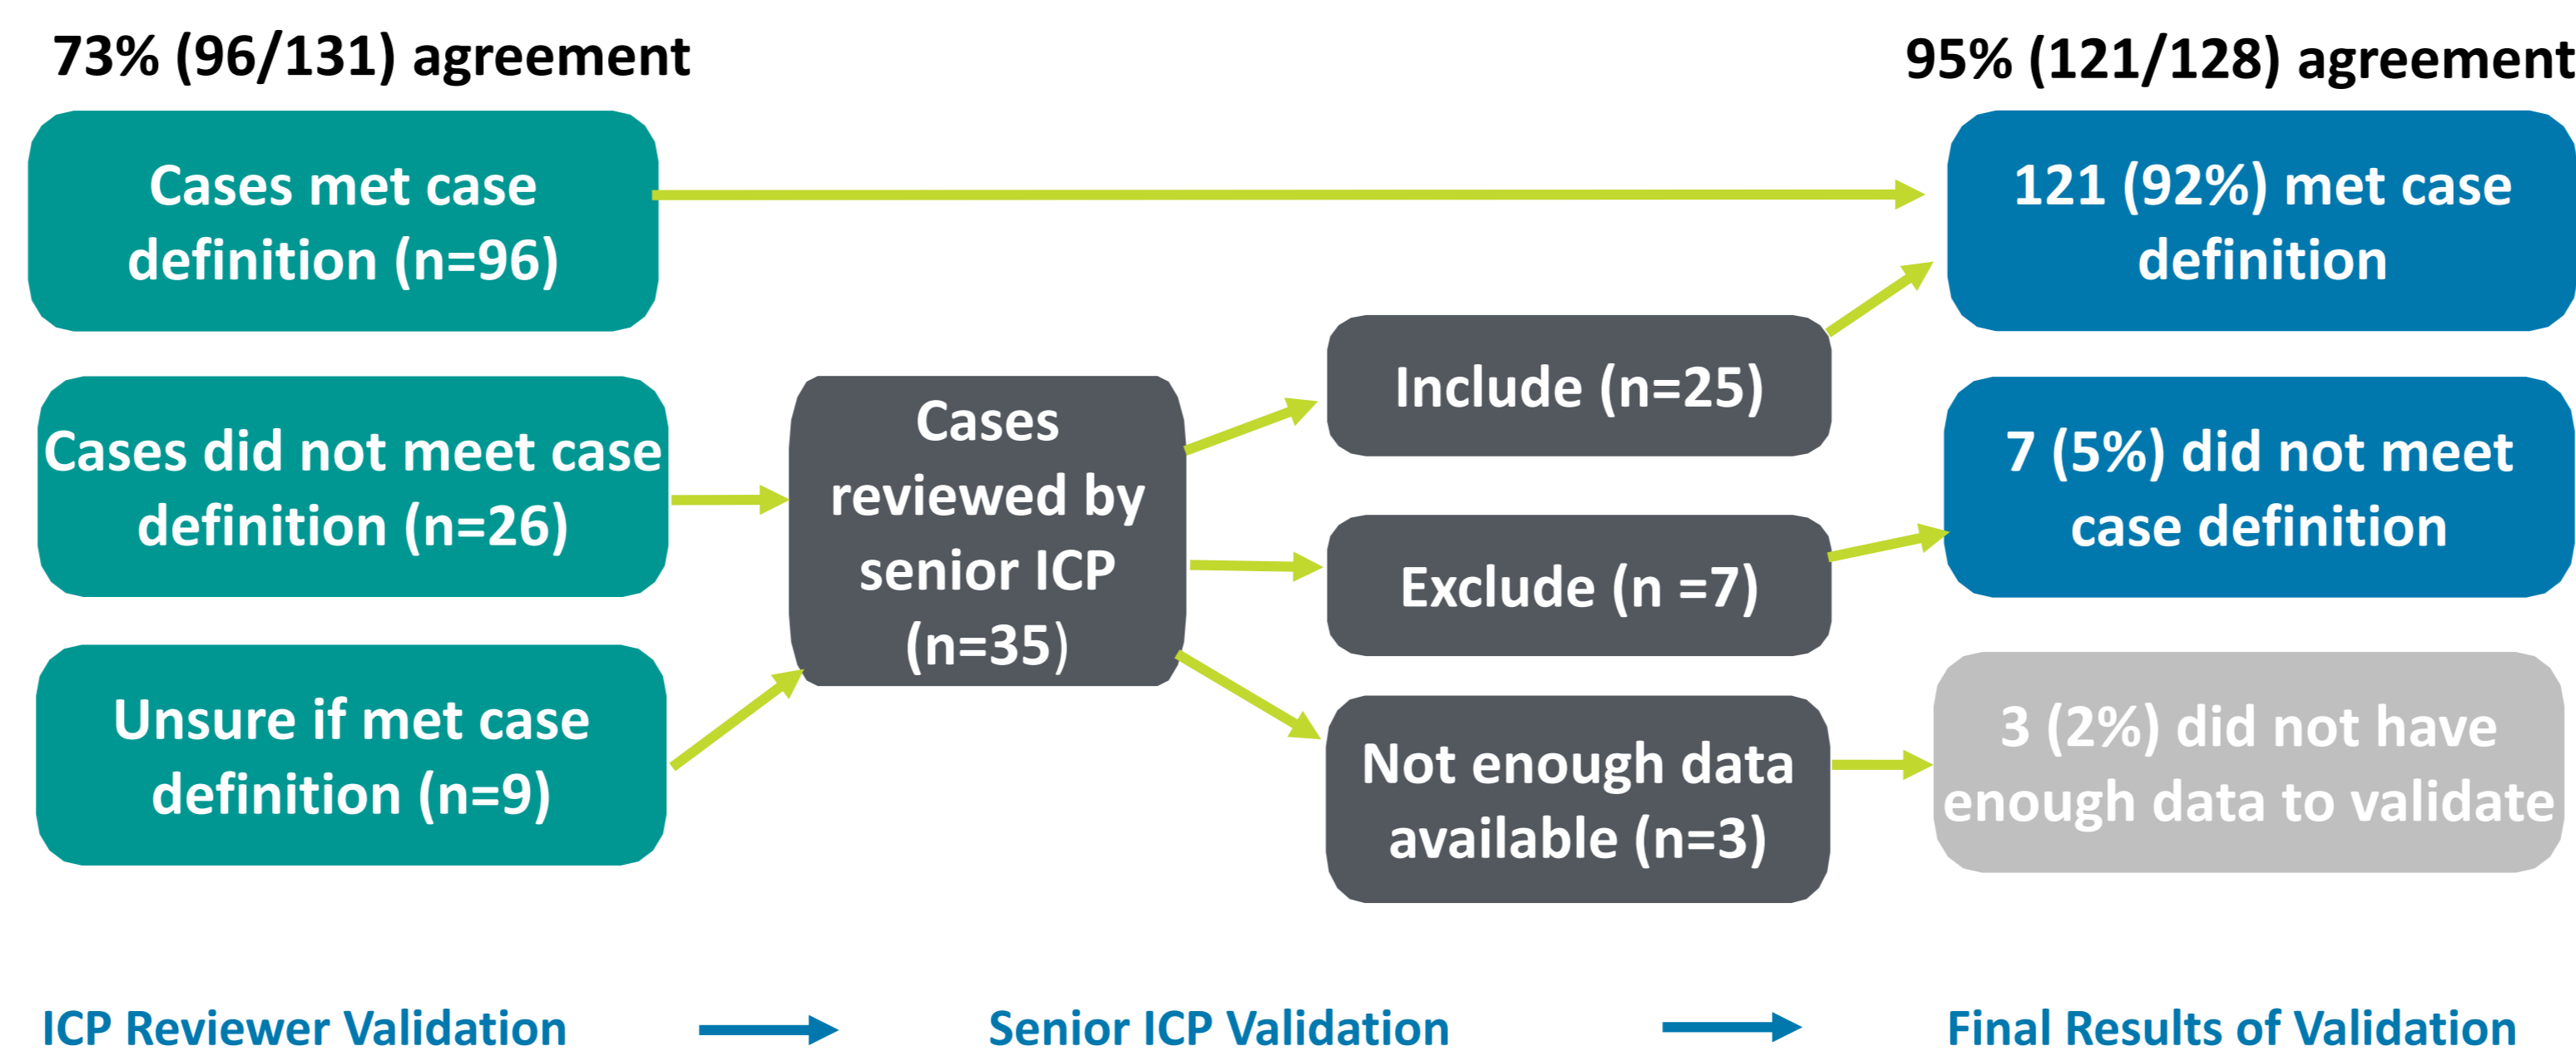 73% (96/131) agreement
95% (121/128) agreement
Cases met case
definition (n=96)
121 (92%) met case
definition
Cases did not meet case
definition (n=26)
Cases
reviewed by
senior ICP
(n=35)
Include (n=25)
Exclude (n =7)
7 (5%) did not meet
case definition
Unsure if met case
definition (n=9)
Not enough data
available (n=3)
3 (2%) did not have
enough data to validate
ICP Reviewer Validation
Senior ICP Validation
Final Results of Validation